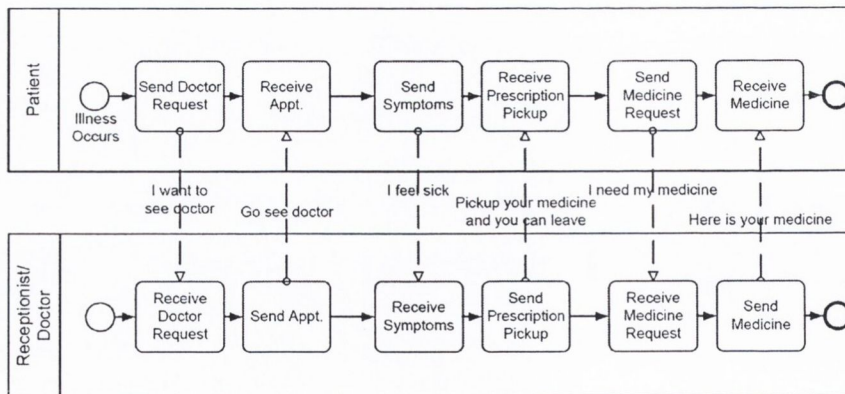 Patient
Illness
Occurs
Send Doctor
Request
Receive
Appt.
Send
Symptoms
Receive
Prescription
Pickup
Send
Medicine
Request
Receive
Medicine
I want to
see doctor
Go see doctor
I feel sick
Pickup your medicine
and you can leave
I need my medicine
Here is your medicine
Receptionist/
Doctor
Receive
Doctor
Request
Send Appt.
Receive
Symptoms
Send
Prescription
Pickup
Receive
Medicine
Request
Send
Medicine